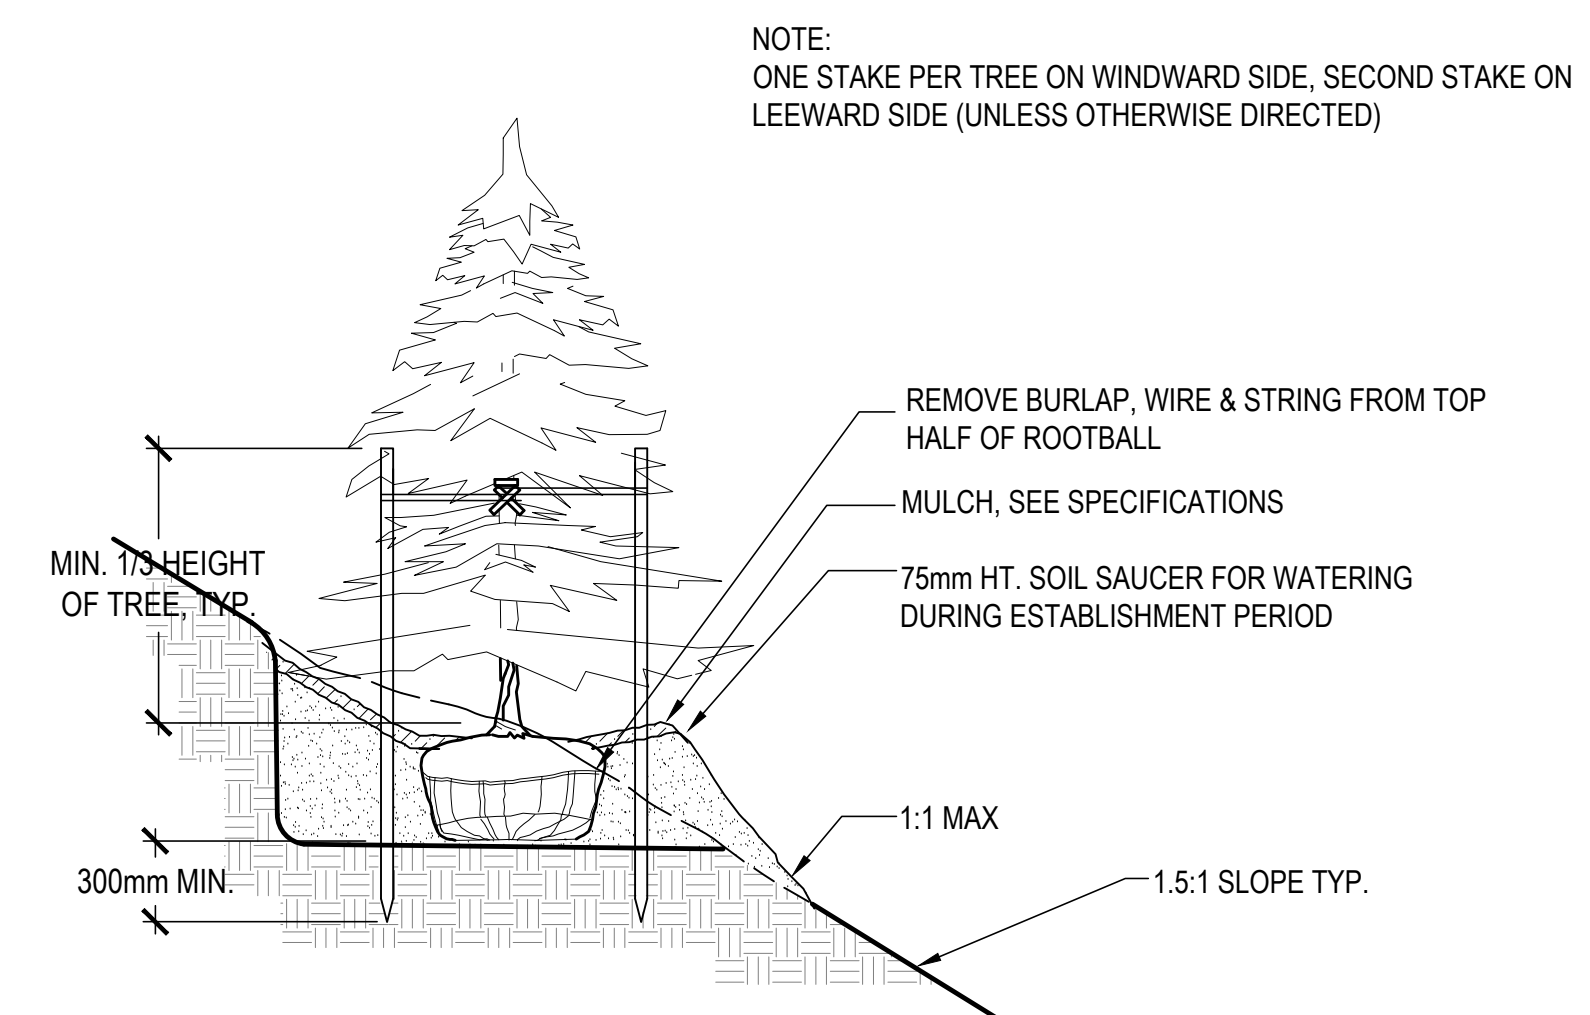 NOTE:
ONE STAKE PER TREE ON WINDWARD SIDE, SECOND STAKE ON
LEEWARD SIDE (UNLESS OTHERWISE DIRECTED)
REMOVE BURLAP, WIRE & STRING FROM TOP
HALF OF ROOTBALL
MULCH, SEE SPECIFICATIONS
MIN. 1/3 HEIGHT
OF TREE, TYP.
75mm HT. SOIL SAUCER FOR WATERING
DURING ESTABLISHMENT PERIOD
1:1 MAX
300mm MIN.
1.5:1 SLOPE TYP.